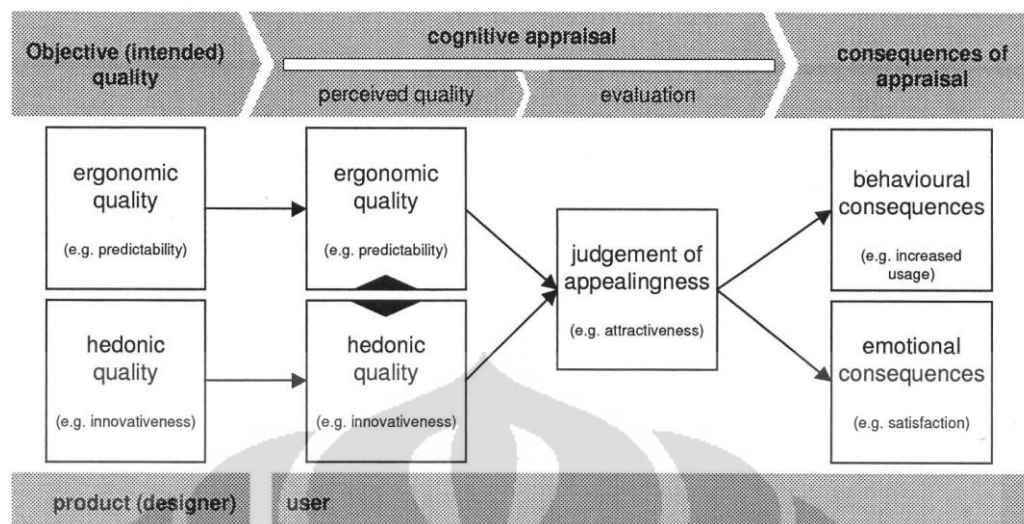 Objective (intended)
quality
cognitive appraisal
perceived quality
evaluation
consequences of
appraisal
ergonomic
quality
(e.g. predictability)
ergonomic
quality
(e.g. predictability)
hedonic
quality
(e.g. innovativeness)
hedonic
quality
(e.g. innovativeness)
judgement of
appealingness
(e.g. attractiveness)
behavioural
consequences
(e.g. increased
usage)
emotional
consequences
(e.g. satisfaction)
product (designer)
user